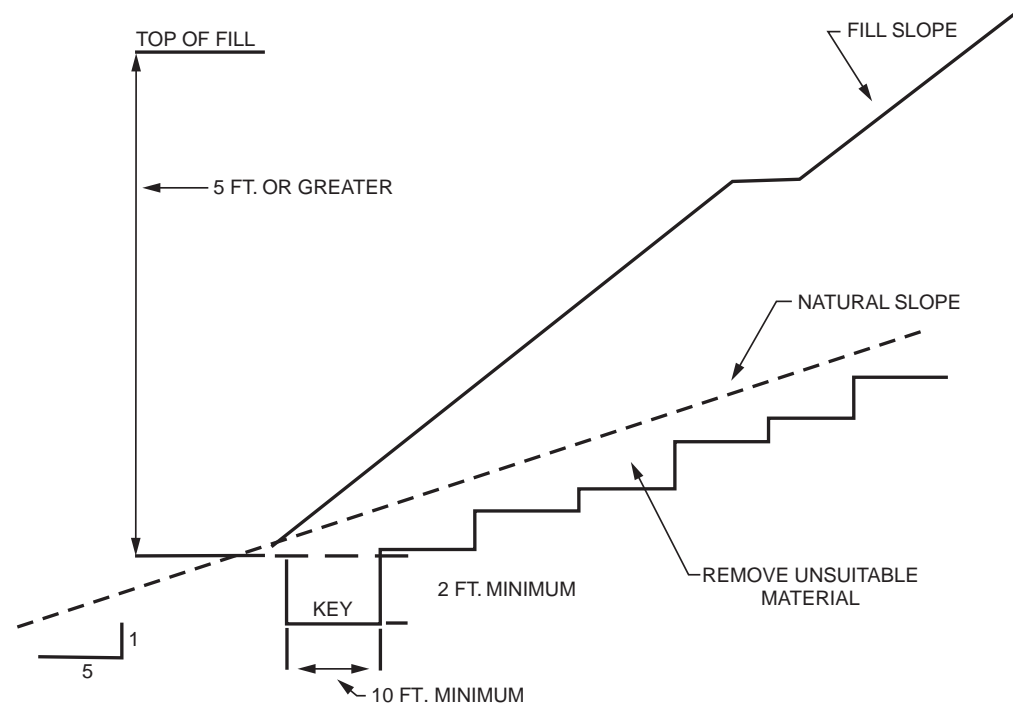 TOP OF FILL
FILL SLOPE
5 FT. OR GREATER
NATURAL SLOPE
2 FT. MINIMUM
REMOVE UNSUITABLE
MATERIAL
KEY
1
5
10 FT. MINIMUM